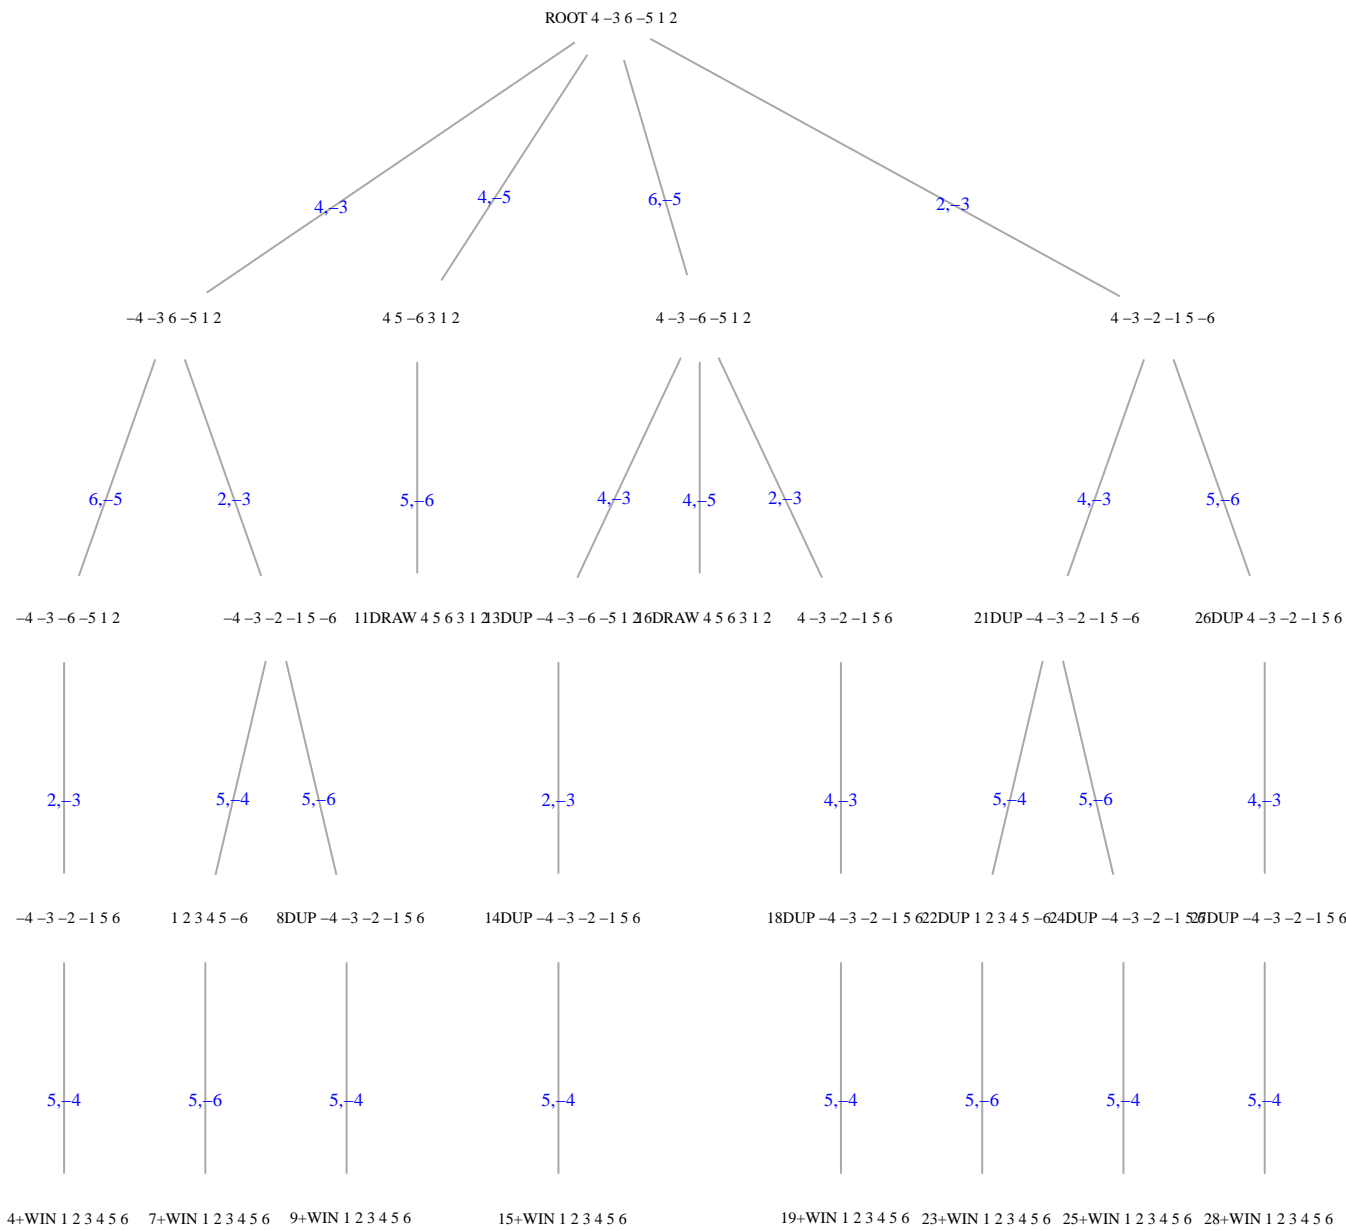 ROOT 4 −3 6 −5 1 2
4,−3 4,−5 6,−5 2,−3
−4 −3 6 −5 1 2 4 5 −6 3 1 2 4 −3 −6 −5 1 2 4 −3 −2 −1 5 −6
6,−5 2,−3 5,−6 4,−3 4,−5 2,−3 4,−3 5,−6
−4 −3 −6 −5 1 2 −4 −3 −2 −1 5 −6 11DRAW 4 5 6 3 1 2 13DUP −4 −3 −6 −5 1 2 16DRAW 4 5 6 3 1 2 4 −3 −2 −1 5 6 21DUP −4 −3 −2 −1 5 −6 26DUP 4 −3 −2 −1 5 6
2,−3 5,−4 5,−6 2,−3 4,−3 5,−4 5,−6 4,−3
−4 −3 −2 −1 5 6 1 2 3 4 5 −6 8DUP −4 −3 −2 −1 5 6 14DUP −4 −3 −2 −1 5 6 18DUP −4 −3 −2 −1 5 6 22DUP 1 2 3 4 5 −6 24DUP −4 −3 −2 −1 5 6 27DUP −4 −3 −2 −1 5 6
5,−4 5,−6 5,−4 5,−4 5,−4 5,−6 5,−4 5,−4
4+WIN 1 2 3 4 5 6 7+WIN 1 2 3 4 5 6 9+WIN 1 2 3 4 5 6 15+WIN 1 2 3 4 5 6 19+WIN 1 2 3 4 5 6 23+WIN 1 2 3 4 5 6 25+WIN 1 2 3 4 5 6 28+WIN 1 2 3 4 5 6